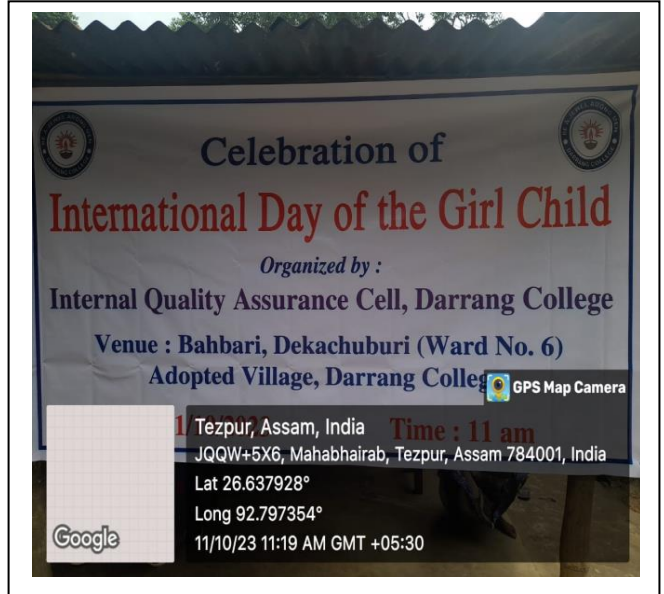 Celebration of
International Day of the Girl Child
Organized by :
Internal Quality Assurance Cell, Darrang College
Venue : Bahbari, Dekachuburi (Ward No. 6)
Adopted Village, Darrang
GPS Map Camera
Time : 11 am
Tezpur, Assam, India
JQQW+5X6, Mahabhairab, Tezpur, Assam 784001, India
Lat 26.637928°
Long 92.797354°
11/10/23 11:19 AM GMT +05:30
Google